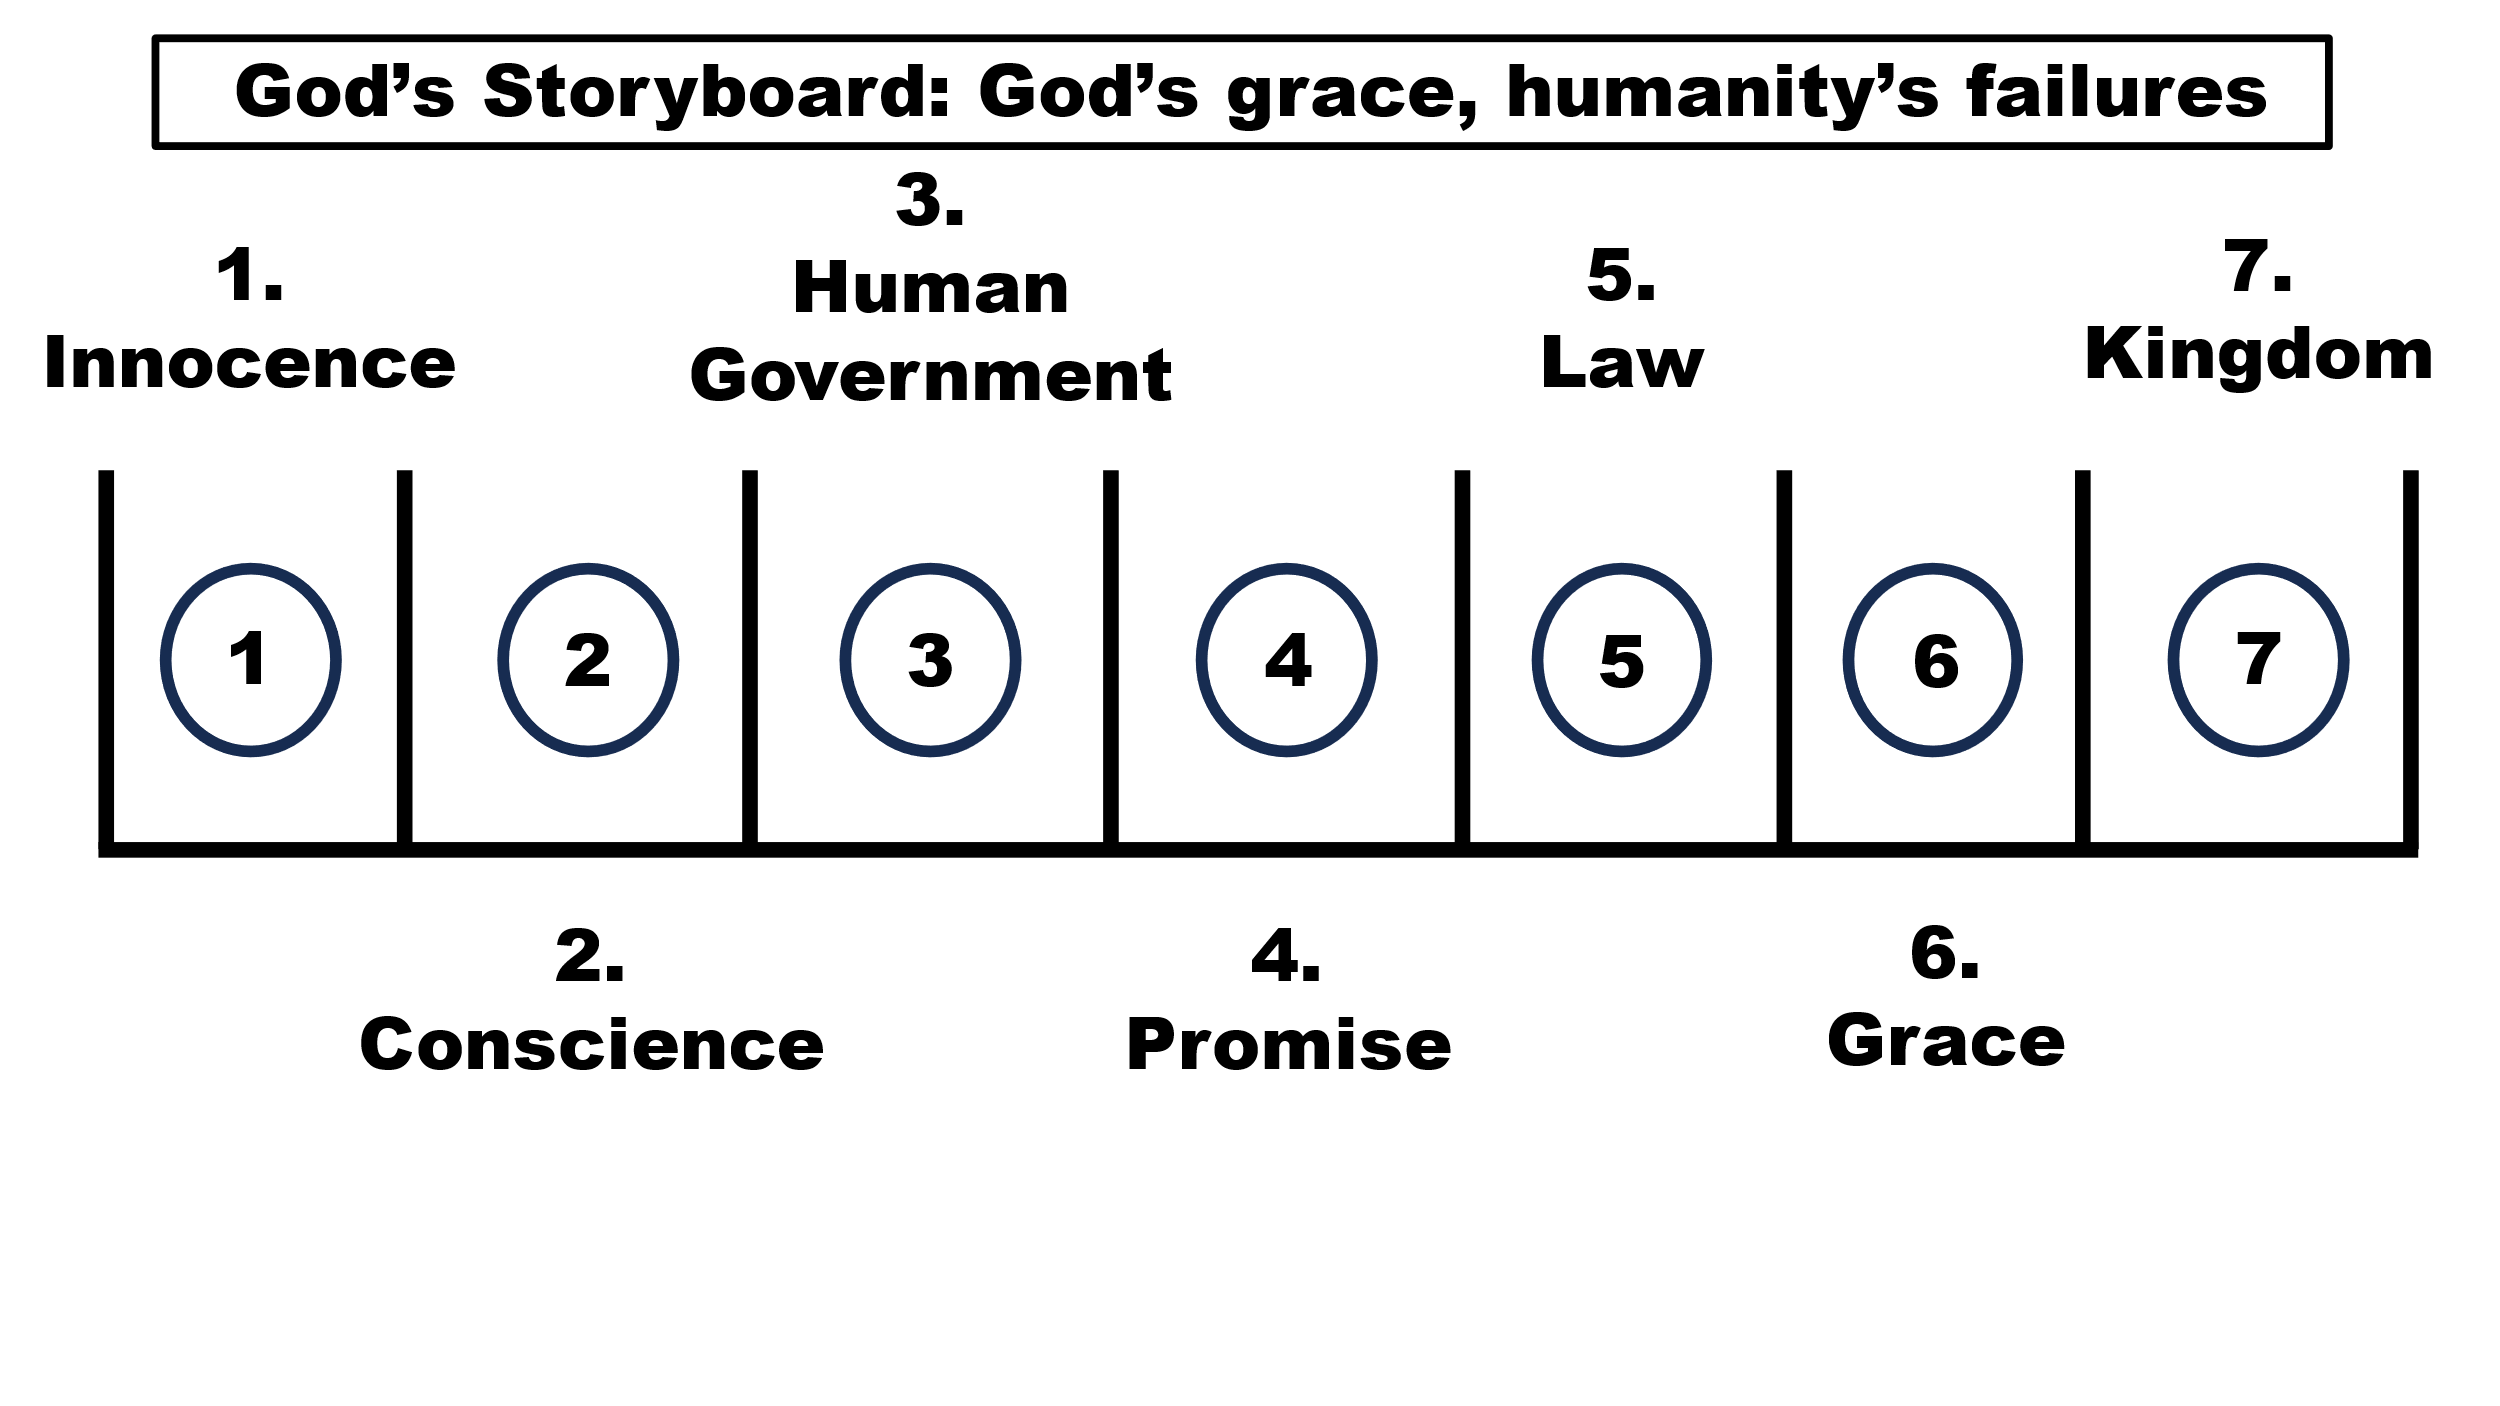 God’s Storyboard: God’s grace, humanity’s failures
1.
Innocence
3.
Human
Government
5.
Law
7.
Kingdom
1
2
3
4
5
6
7
2.
Conscience
4.
Promise
6.
Grace